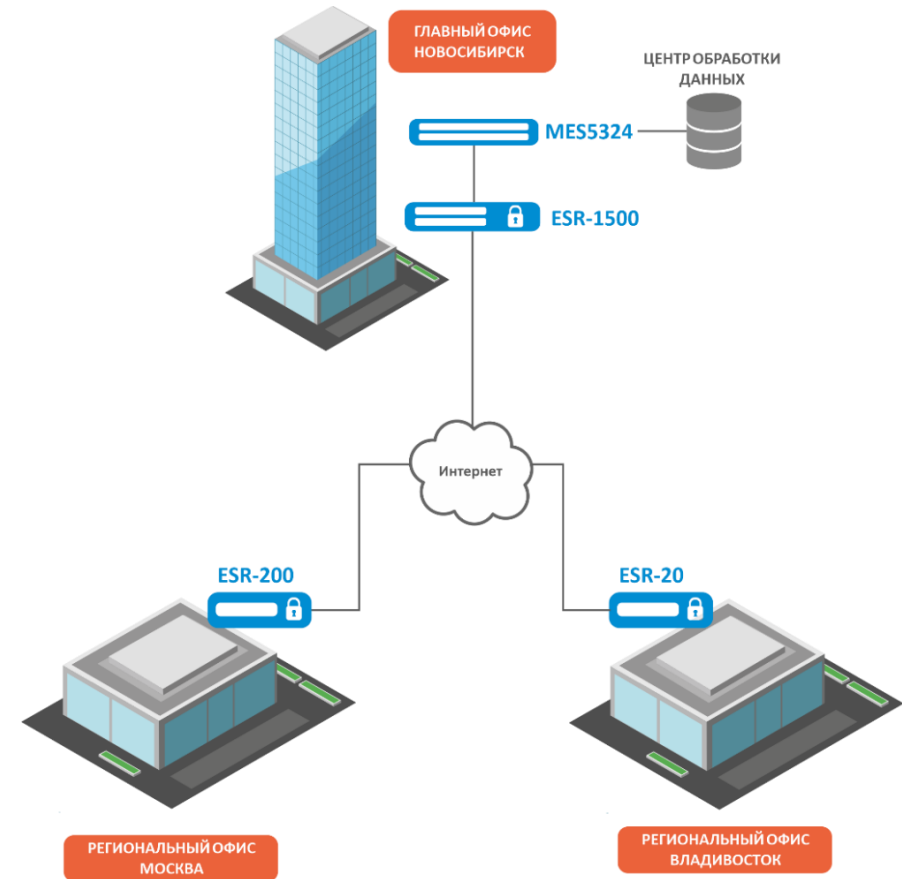 ГЛАВНЫЙ ОФИС
НОВОСИБИРСК
ЦЕНТР ОБРАБОТКИ
ДАННЫХ
MES5324
ESR-1500
Интернет
ESR-200
ESR-20
РЕГИОНАЛЬНЫЙ ОФИС
МОСКВА
РЕГИОНАЛЬНЫЙ ОФИС
ВЛАДИВОСТОК